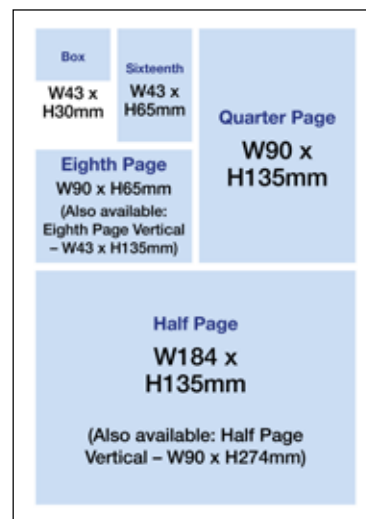 Box
W43 x
H30mm
Sixteenth
W43 x
H65mm
Quarter Page
W90 x
H135mm
Eighth Page
W90 x H65mm
(Also available:
Eighth Page Vertical
– W43 x H135mm)
Half Page
W184 x
H135mm
(Also available: Half Page
Vertical – W90 x H274mm)